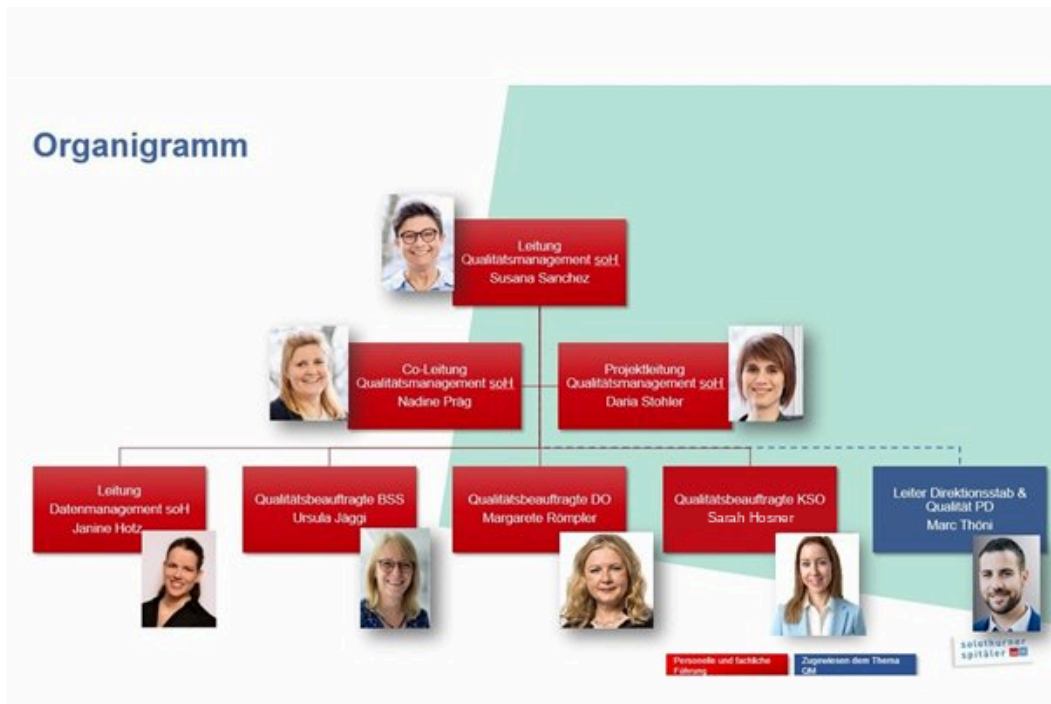 Organigramm
Leitung
Qualitätsmanagement soH
Susana Sanchez
Co-Leitung
Qualitätsmanagement soH
Nadine Präg
Projektleitung
Qualitätsmanagement soH
Daria Stohler
Leitung
Datenmanagement soH
Janine Hotz
Qualitätsbeauftragte BSS
Ursula Jäggi
Qualitätsbeauftragte DO
Margarete Römpler
Qualitätsbeauftragte KSO
Sarah Hosner
Leiter Direktionsstab &
Qualität PD
Marc Thöni
Personelle und fachliche
Führung
Zugewiesen dem Thema
QM
solothurner
spitäler